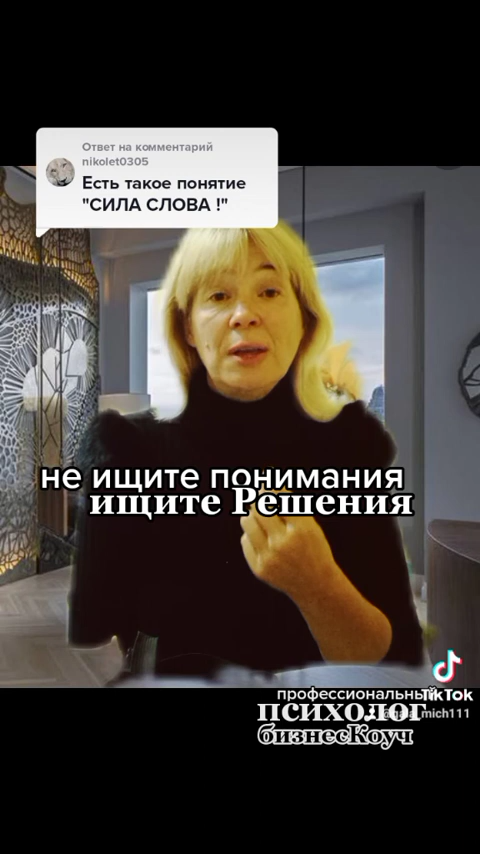 Ответ на комментарий
nikolet0305
Есть такое понятие
"СИЛА СЛОВА !"
не ищите понимания
ищите Решения
профессиональный
TikTok
психолог
бизнесКоуч